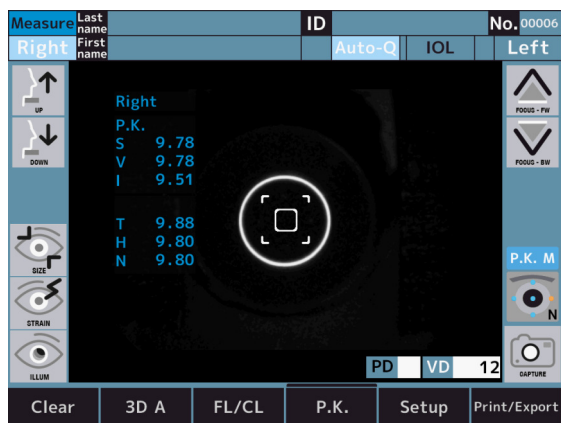 Measure Last name ID No. 00006
Right First name Auto-Q IOL Left
UP
FOCUS - FW
Right
P.K.
S 9.78
DOWN V 9.78 FOCUS - BW
I 9.51
T 9.88
H 9.80
N 9.80
SIZE
P.K. M
N
STRAIN
ILLUM
PD VD 12
CAPTURE
Clear 3D A FL/CL P.K. Setup Print/Export